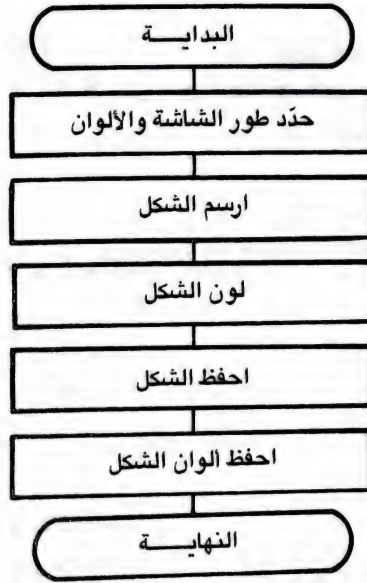 البدايـــة
حدّد طور الشاشة والألوان
ارسم الشكل
لون الشكل
احفظ الشكل
احفظ ألوان الشكل
النهايـــة